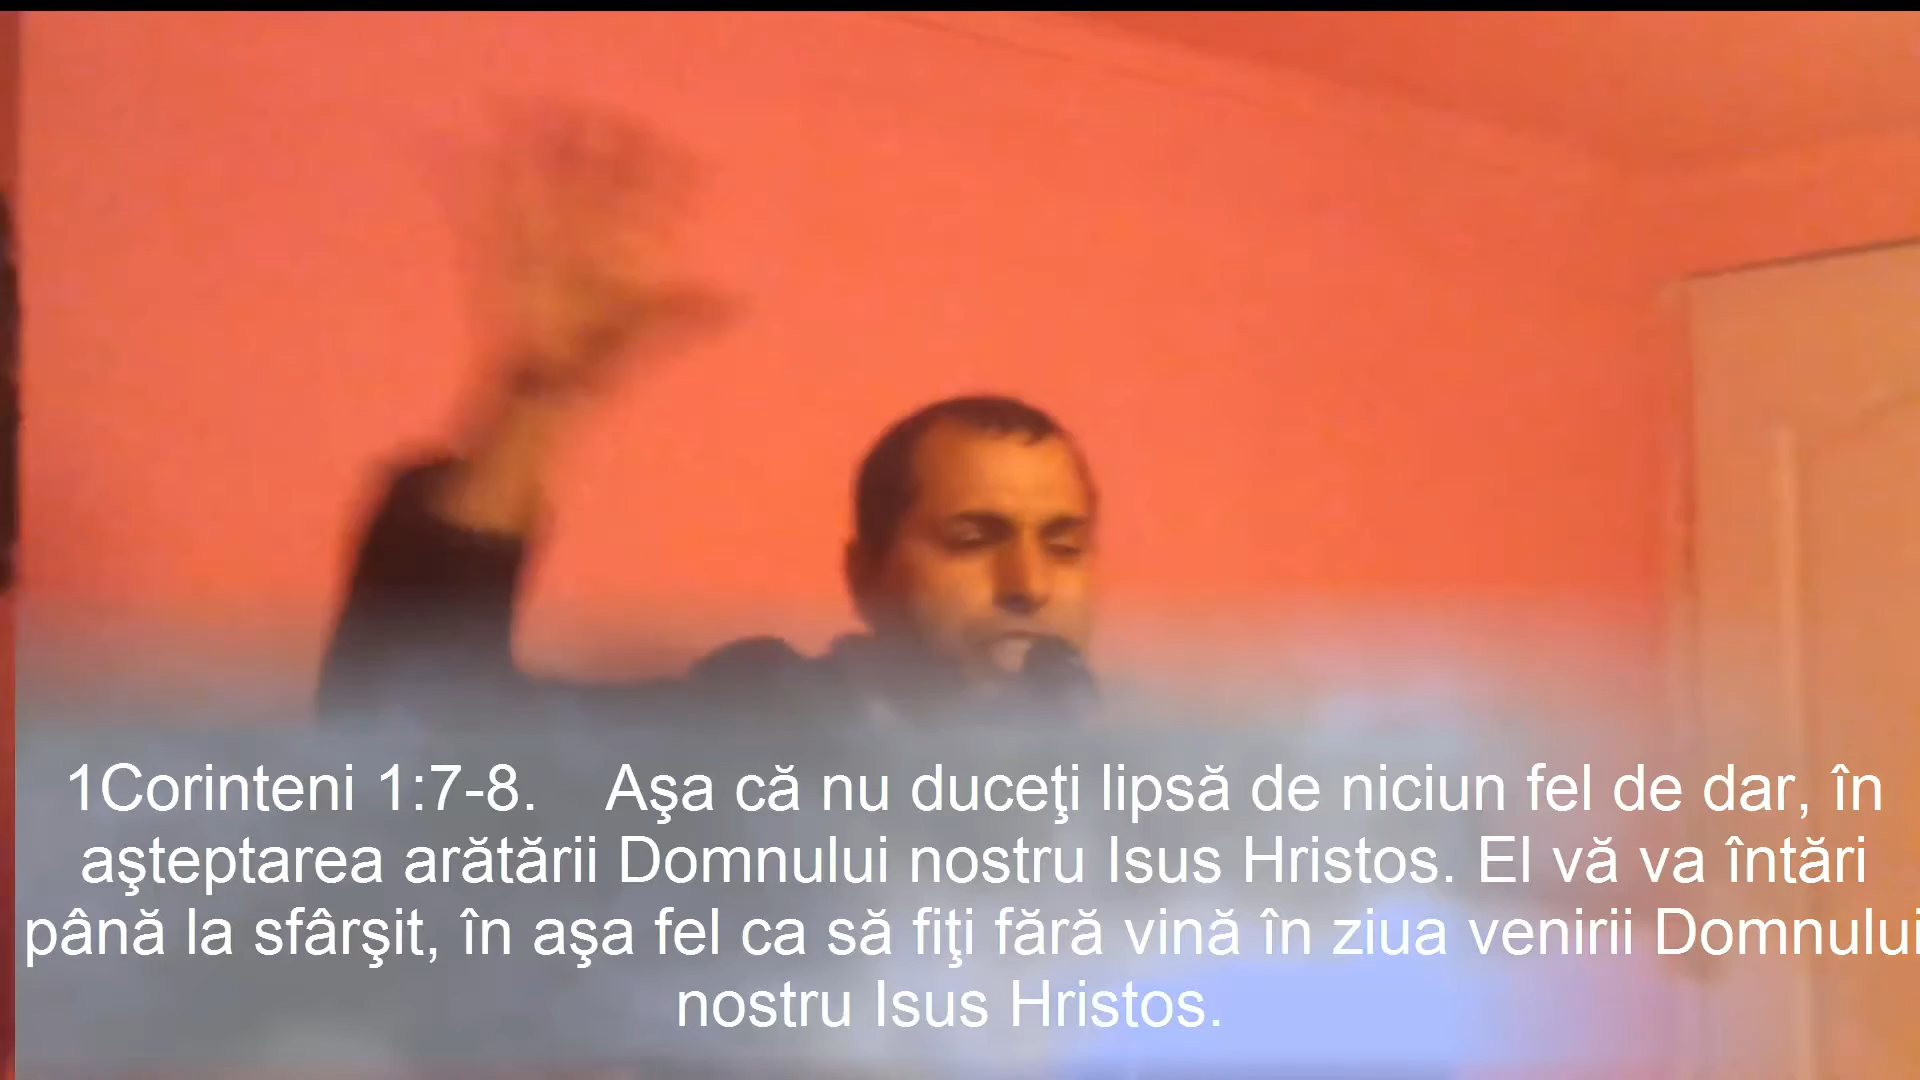 1Corinteni 1:7-8.    Aşa că nu duceţi lipsă de niciun fel de dar, în
aşteptarea arătării Domnului nostru Isus Hristos. El vă va întări
până la sfârşit, în aşa fel ca să fiţi fără vină în ziua venirii Domnului
nostru Isus Hristos.